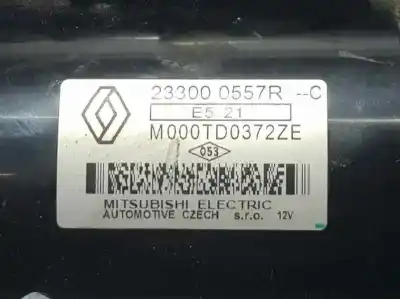 23300 0557R --C
E5 21
M000TD0372ZE
053
MITSUBISHI ELECTRIC
AUTOMOTIVE CZECH s.r.o. 12V